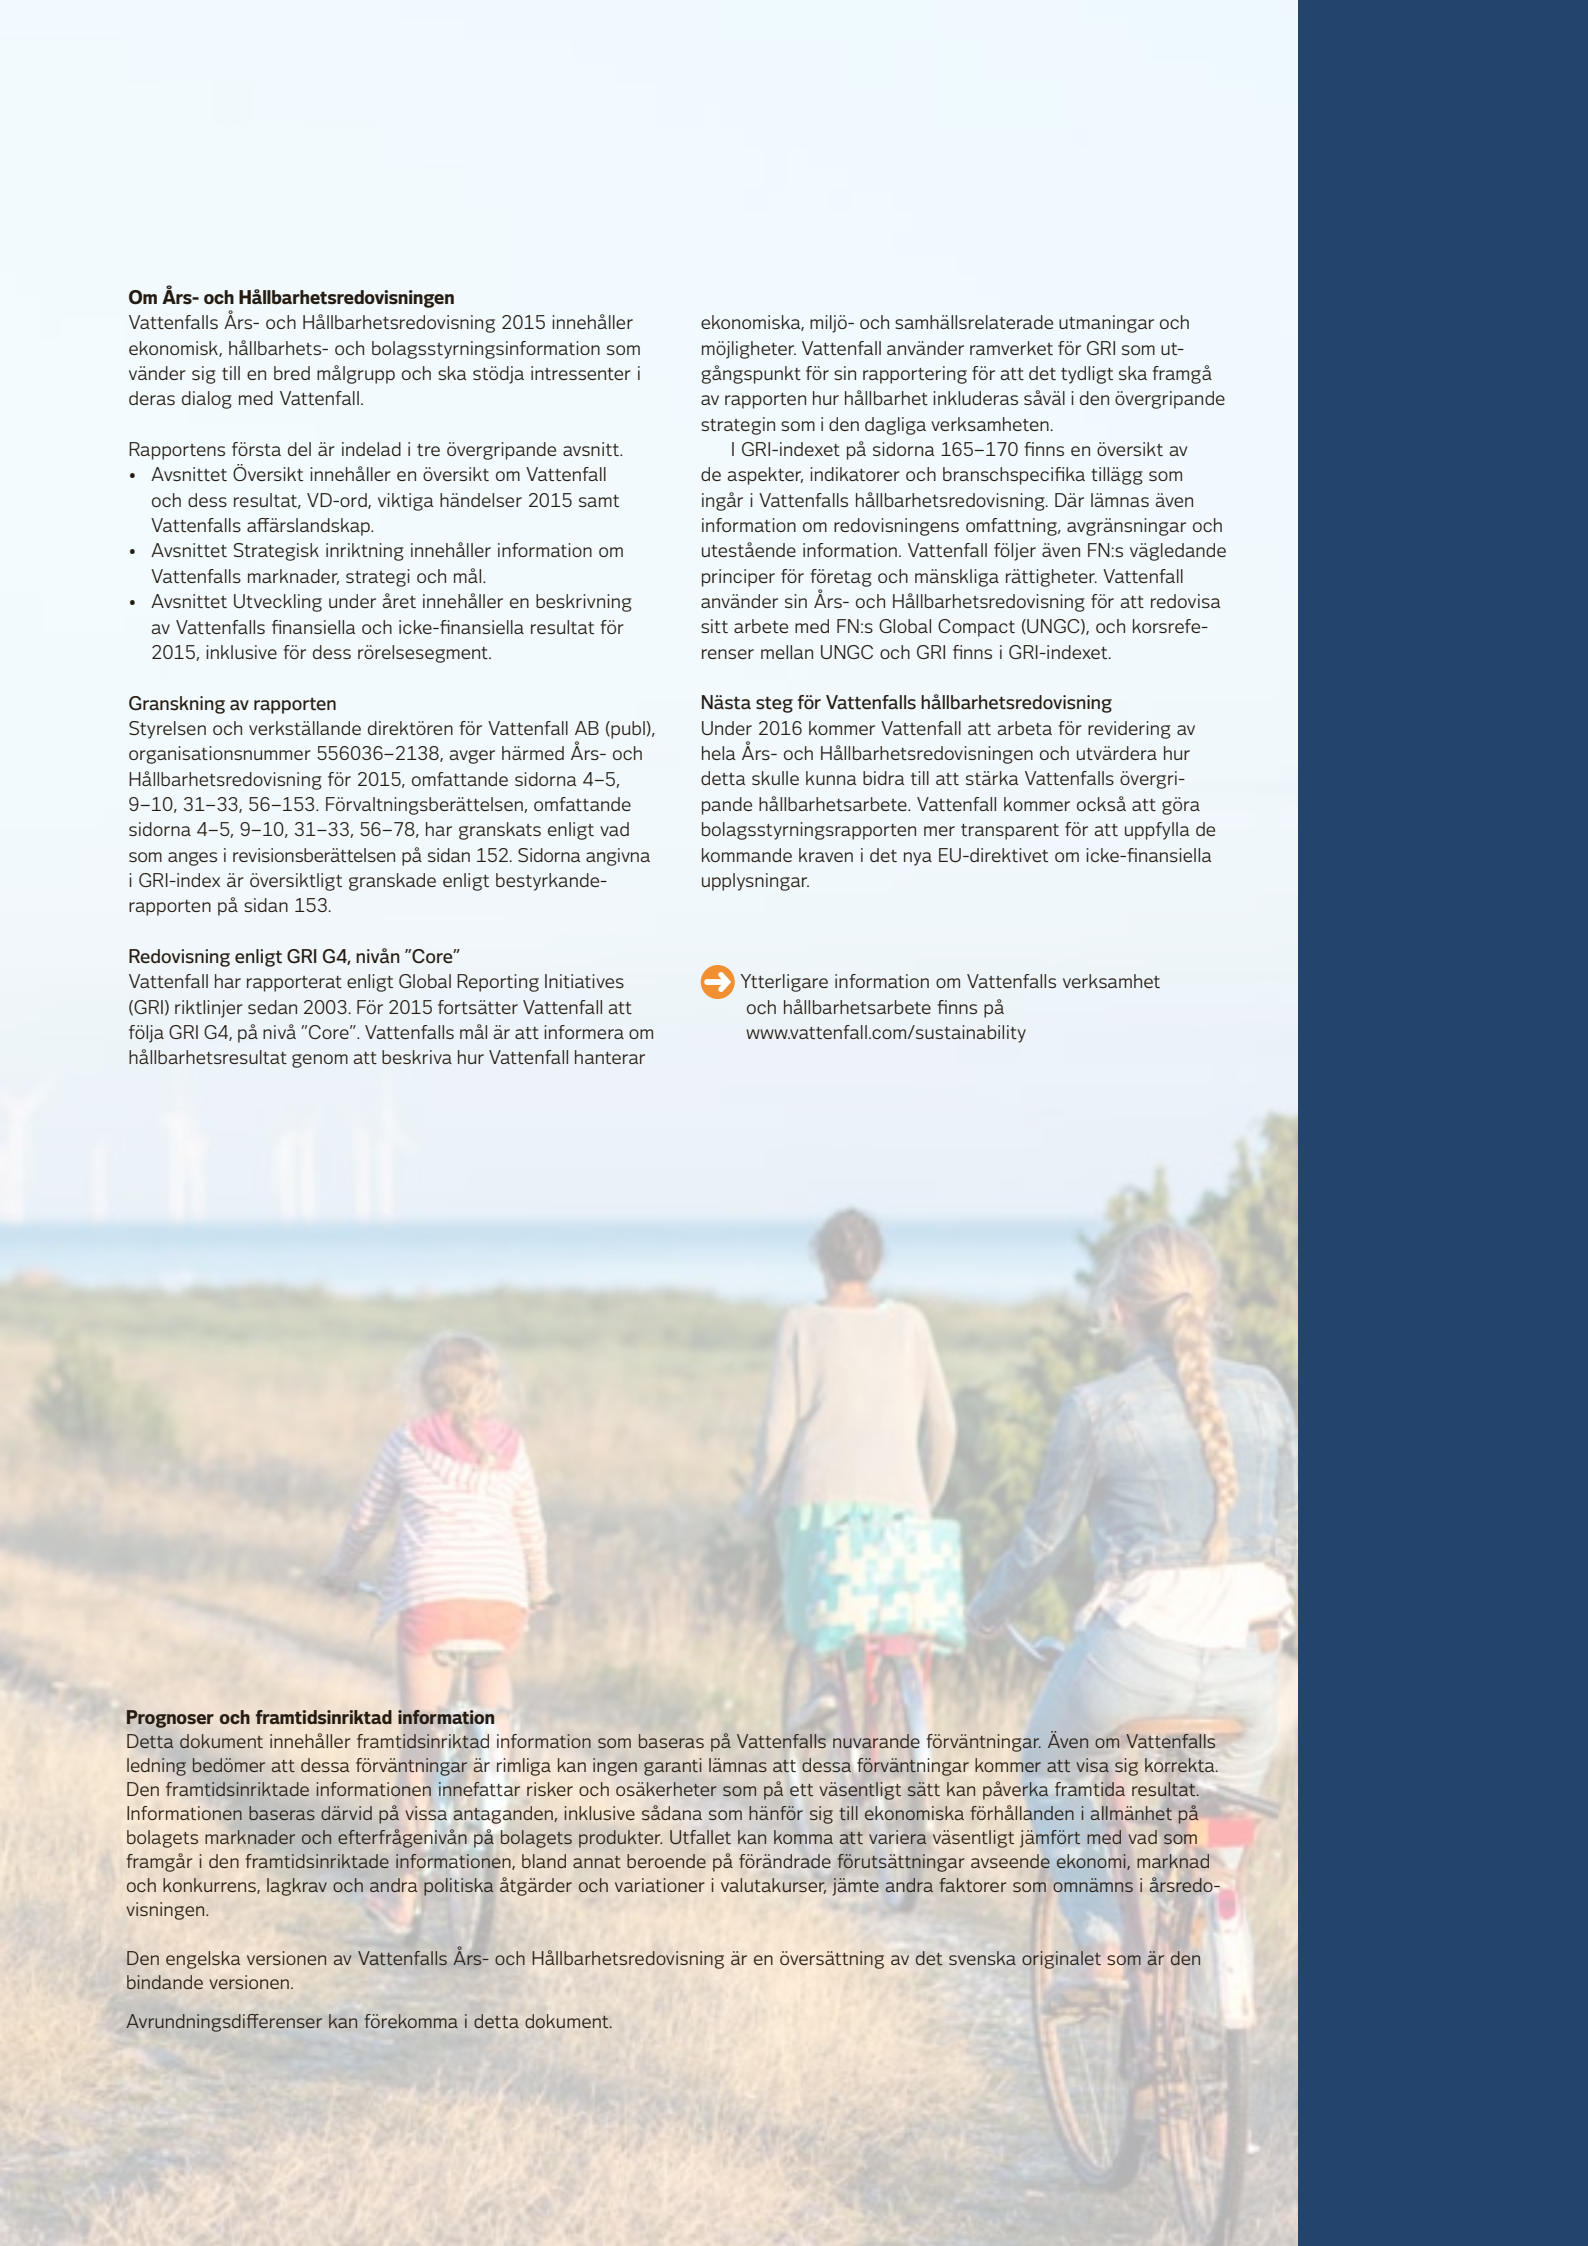 Om Års- och Hållbarhetsredovisningen
Vattenfalls Års- och Hållbarhetsredovisning 2015 innehåller
ekonomisk, hållbarhets- och bolagsstyrningsinformation som
vänder sig till en bred målgrupp och ska stödja intressenter i
deras dialog med Vattenfall.
Rapportens första del är indelad i tre övergripande avsnitt.
• Avsnittet Översikt innehåller en översikt om Vattenfall
och dess resultat, VD-ord, viktiga händelser 2015 samt
Vattenfalls affärslandskap.
• Avsnittet Strategisk inriktning innehåller information om
Vattenfalls marknader, strategi och mål.
• Avsnittet Utveckling under året innehåller en beskrivning
av Vattenfalls finansiella och icke-finansiella resultat för
2015, inklusive för dess rörelsesegment.
Granskning av rapporten
Styrelsen och verkställande direktören för Vattenfall AB (publ),
organisationsnummer 556036–2138, avger härmed Års- och
Hållbarhetsredovisning för 2015, omfattande sidorna 4–5,
9–10, 31–33, 56–153. Förvaltningsberättelsen, omfattande
sidorna 4–5, 9–10, 31–33, 56–78, har granskats enligt vad
som anges i revisionsberättelsen på sidan 152. Sidorna angivna
i GRI-index är översiktligt granskade enligt bestyrkande-
rapporten på sidan 153.
Redovisning enligt GRI G4, nivån ”Core”
Vattenfall har rapporterat enligt Global Reporting Initiatives
(GRI) riktlinjer sedan 2003. För 2015 fortsätter Vattenfall att
följa GRI G4, på nivå ”Core”. Vattenfalls mål är att informera om
hållbarhetsresultat genom att beskriva hur Vattenfall hanterar
ekonomiska, miljö- och samhällsrelaterade utmaningar och
möjligheter. Vattenfall använder ramverket för GRI som ut-
gångspunkt för sin rapportering för att det tydligt ska framgå
av rapporten hur hållbarhet inkluderas såväl i den övergripande
strategin som i den dagliga verksamheten.
I GRI-indexet på sidorna 165–170 finns en översikt av
de aspekter, indikatorer och branschspecifika tillägg som
ingår i Vattenfalls hållbarhetsredovisning. Där lämnas även
information om redovisningens omfattning, avgränsningar och
utestående information. Vattenfall följer även FN:s vägledande
principer för företag och mänskliga rättigheter. Vattenfall
använder sin Års- och Hållbarhetsredovisning för att redovisa
sitt arbete med FN:s Global Compact (UNGC), och korsrefe-
renser mellan UNGC och GRI finns i GRI-indexet.
Nästa steg för Vattenfalls hållbarhetsredovisning
Under 2016 kommer Vattenfall att arbeta för revidering av
hela Års- och Hållbarhetsredovisningen och utvärdera hur
detta skulle kunna bidra till att stärka Vattenfalls övergri-
pande hållbarhetsarbete. Vattenfall kommer också att göra
bolagsstyrningsrapporten mer transparent för att uppfylla de
kommande kraven i det nya EU-direktivet om icke-finansiella
upplysningar.
Ytterligare information om Vattenfalls verksamhet
och hållbarhetsarbete finns på
www.vattenfall.com/sustainability
Prognoser och framtidsinriktad information
Detta dokument innehåller framtidsinriktad information som baseras på Vattenfalls nuvarande förväntningar. Även om Vattenfalls
ledning bedömer att dessa förväntningar är rimliga kan ingen garanti lämnas att dessa förväntningar kommer att visa sig korrekta.
Den framtidsinriktade informationen innefattar risker och osäkerheter som på ett väsentligt sätt kan påverka framtida resultat.
Informationen baseras därvid på vissa antaganden, inklusive sådana som hänför sig till ekonomiska förhållanden i allmänhet på
bolagets marknader och efterfrågenivån på bolagets produkter. Utfallet kan komma att variera väsentligt jämfört med vad som
framgår i den framtidsinriktade informationen, bland annat beroende på förändrade förutsättningar avseende ekonomi, marknad
och konkurrens, lagkrav och andra politiska åtgärder och variationer i valutakurser, jämte andra faktorer som omnämns i årsredo-
visningen.
Den engelska versionen av Vattenfalls Års- och Hållbarhetsredovisning är en översättning av det svenska originalet som är den
bindande versionen.
Avrundningsdifferenser kan förekomma i detta dokument.